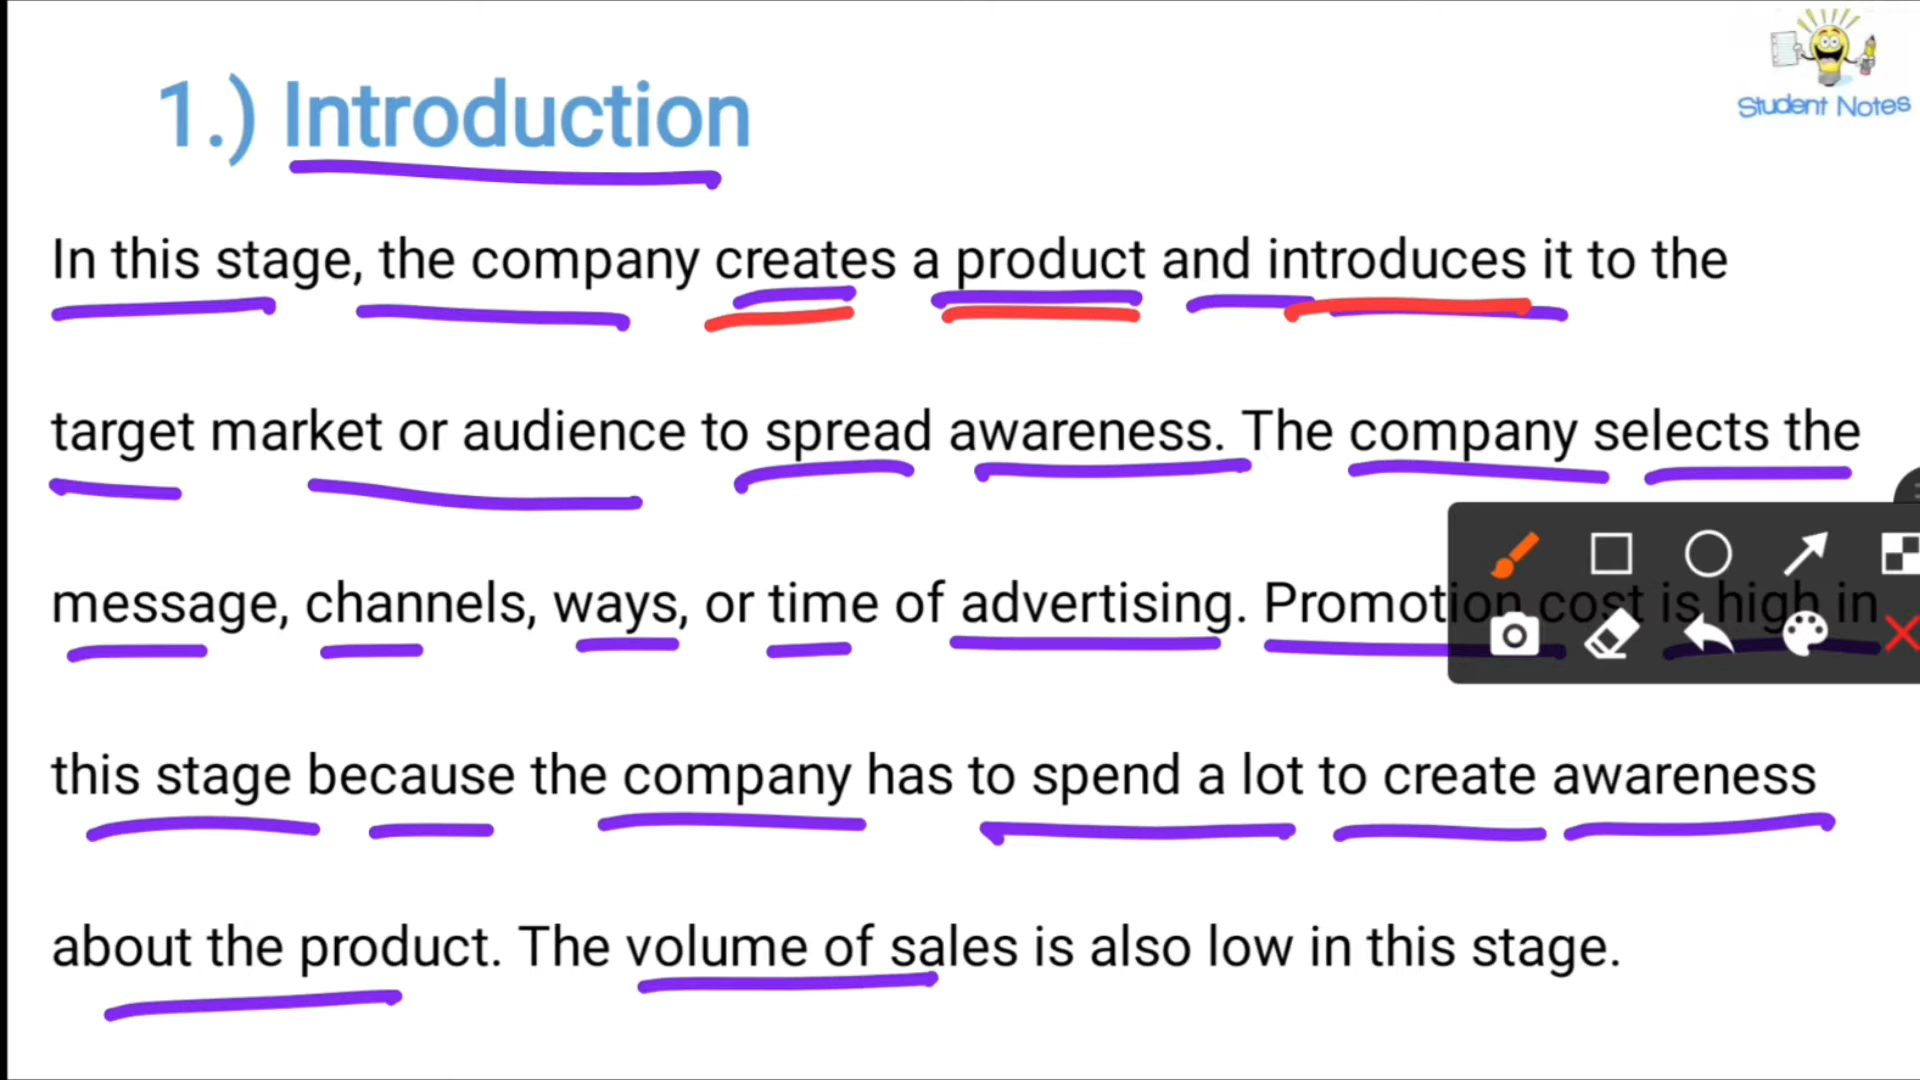 1.) Introduction
Student Notes
In this stage, the company creates a product and introduces it to the
target market or audience to spread awareness. The company selects the
message, channels, ways, or time of advertising. Promotion cost is high in
this stage because the company has to spend a lot to create awareness
about the product. The volume of sales is also low in this stage.